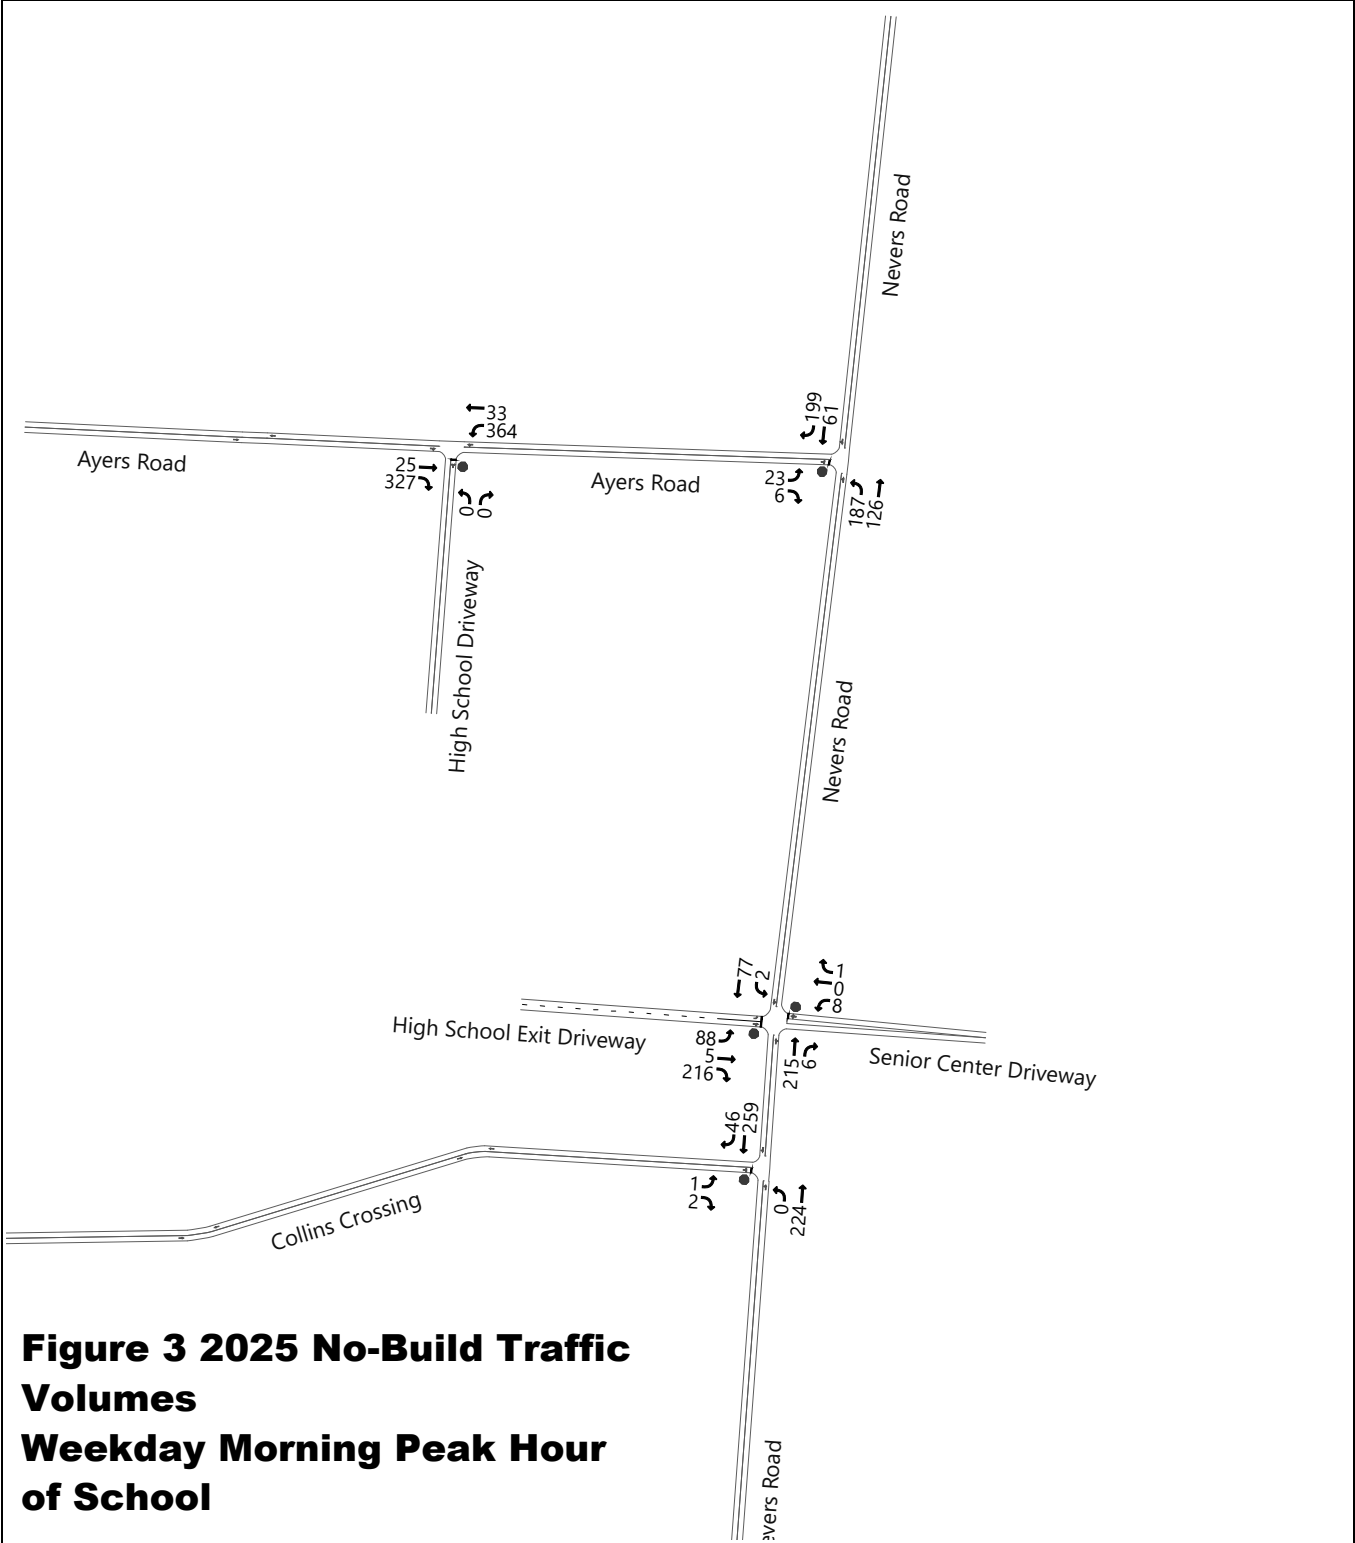 Nevers Road
199
61
33
364
Ayers Road
25
327
0
0
Ayers Road
23
6
187
126
High School Driveway
Nevers Road
77
2
1
0
8
High School Exit Driveway
88
5
216
215
6
Senior Center Driveway
46
259
1
2
0
224
Collins Crossing
evers Road
Figure 3 2025 No-Build Traffic
Volumes
Weekday Morning Peak Hour
of School